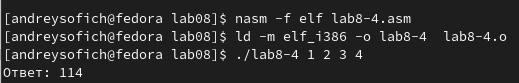 [andreysofich@fedora lab08]$ nasm -f elf lab8-4.asm
[andreysofich@fedora lab08]$ ld -m elf_i386 -o lab8-4  lab8-4.o
[andreysofich@fedora lab08]$ ./lab8-4 1 2 3 4
Ответ: 114